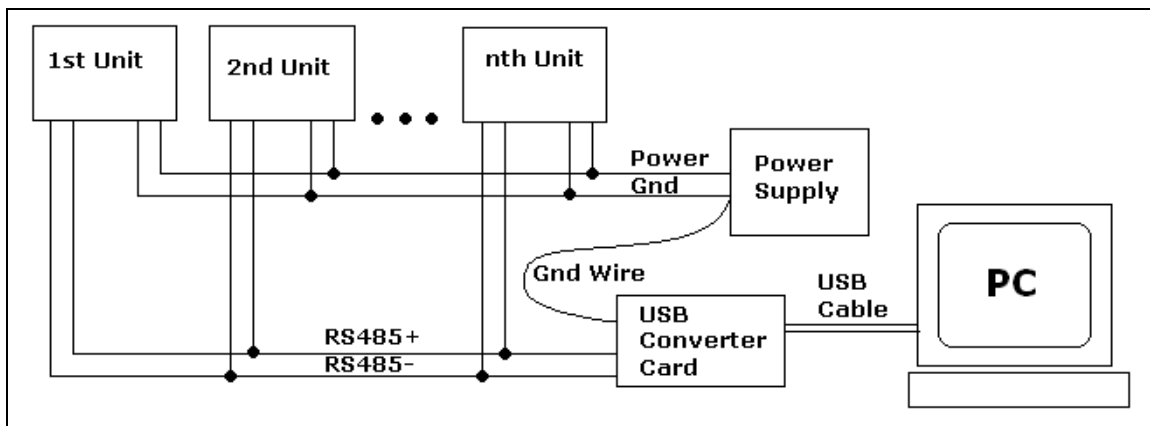 1st Unit
2nd Unit
nth Unit
Power
Gnd
Power
Supply
Gnd Wire
USB
Converter
Card
USB
Cable
PC
RS485+
RS485-